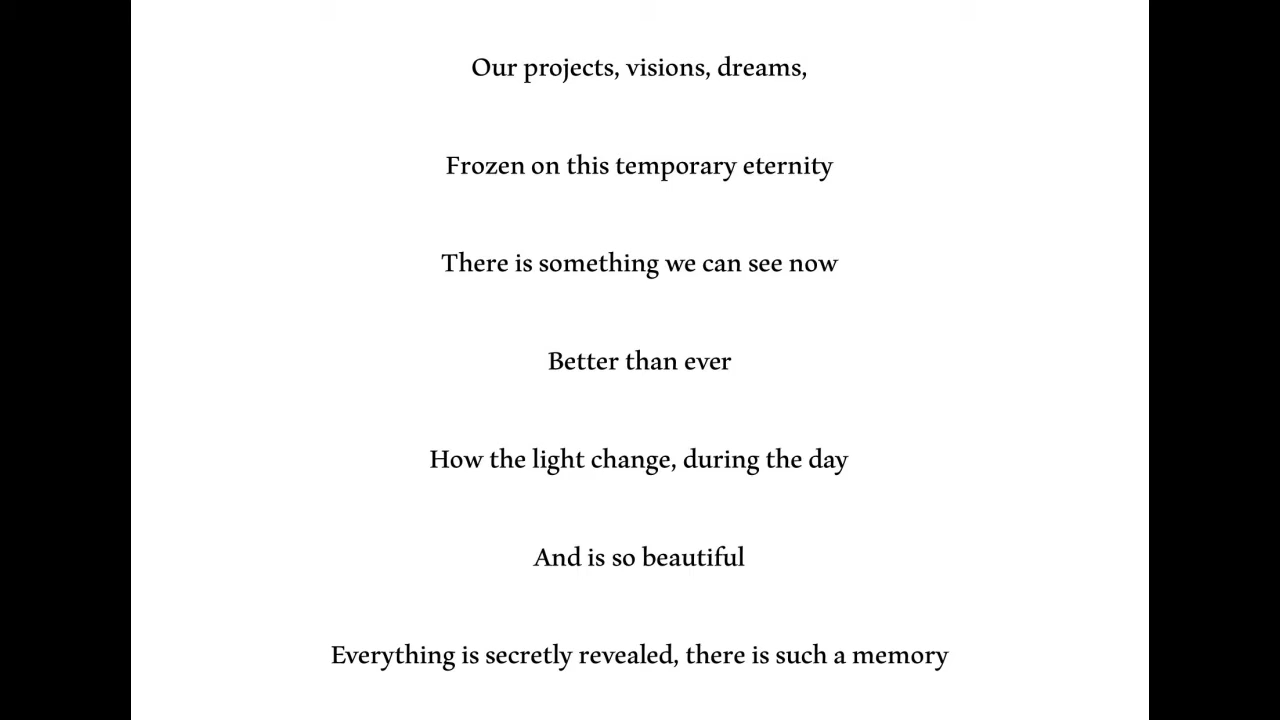 Our projects, visions, dreams,
Frozen on this temporary eternity
There is something we can see now
Better than ever
How the light change, during the day
And is so beautiful
Everything is secretly revealed, there is such a memory